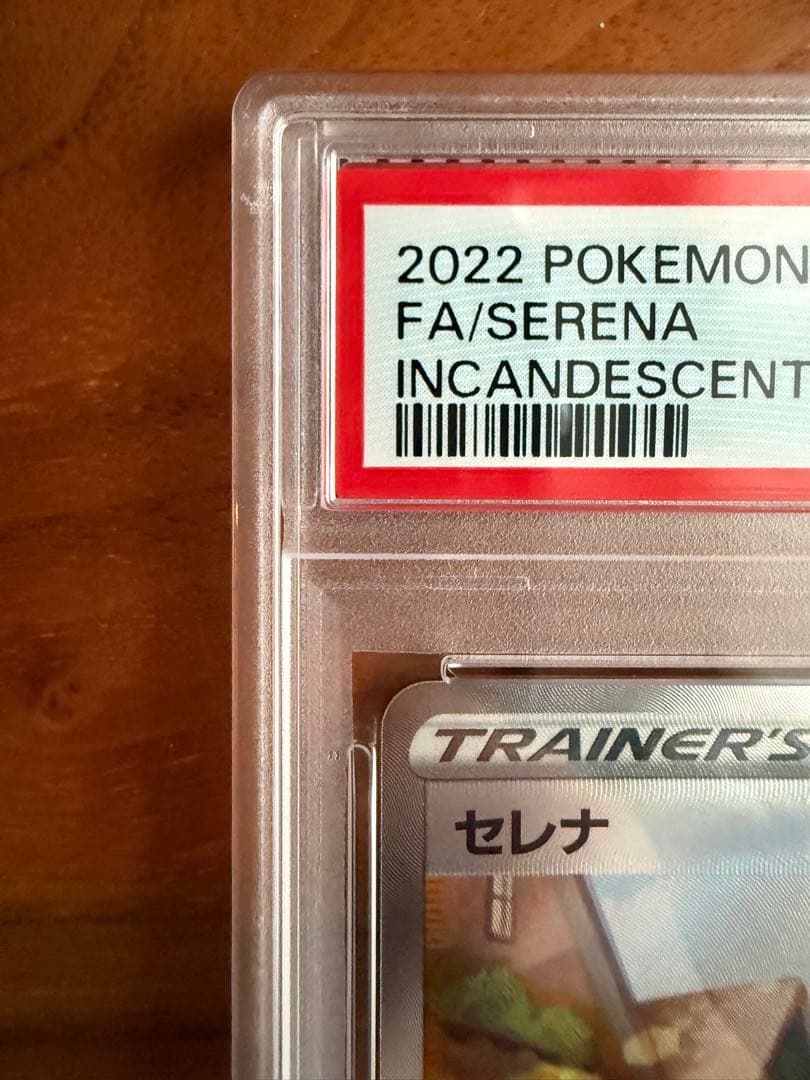 2022 POKEMON
FA/SERENA
INCANDESCENT
TRAINER'S
セレナ